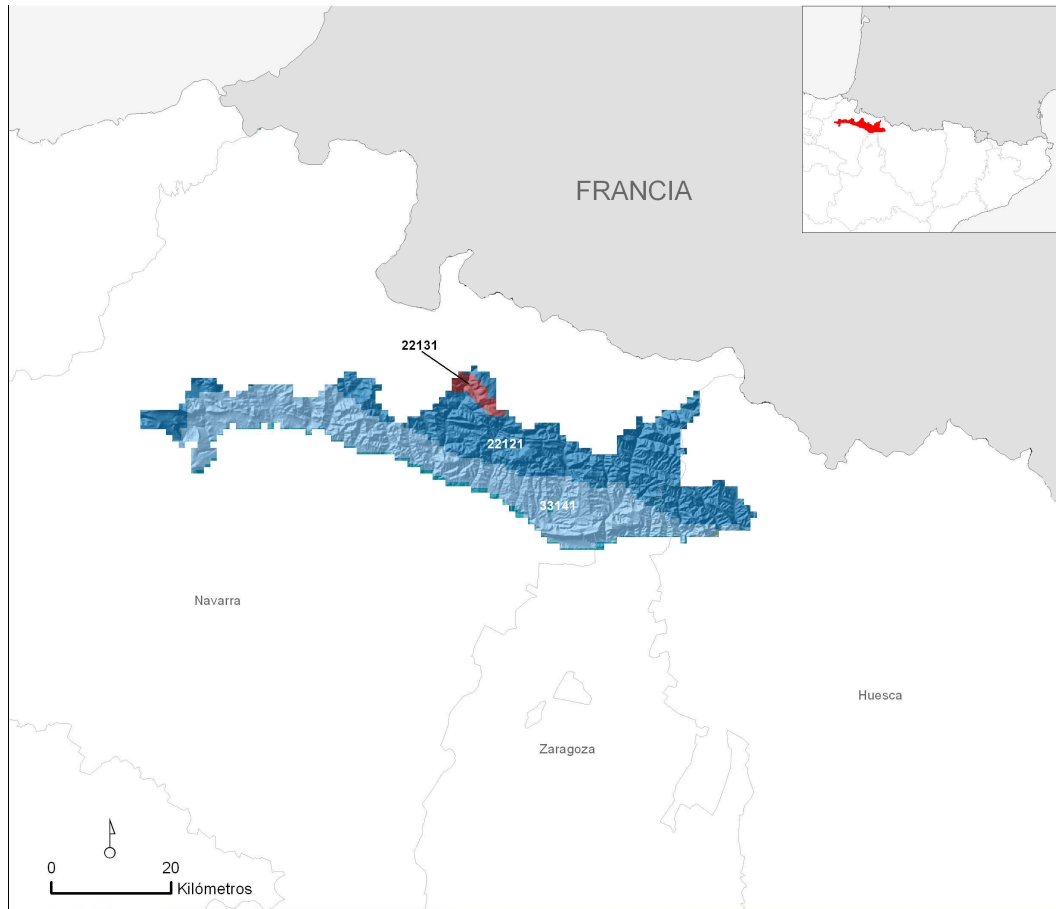 FRANCIA
22131
22121
33141
Navarra
Huesca
Zaragoza
0 20
Kilómetros